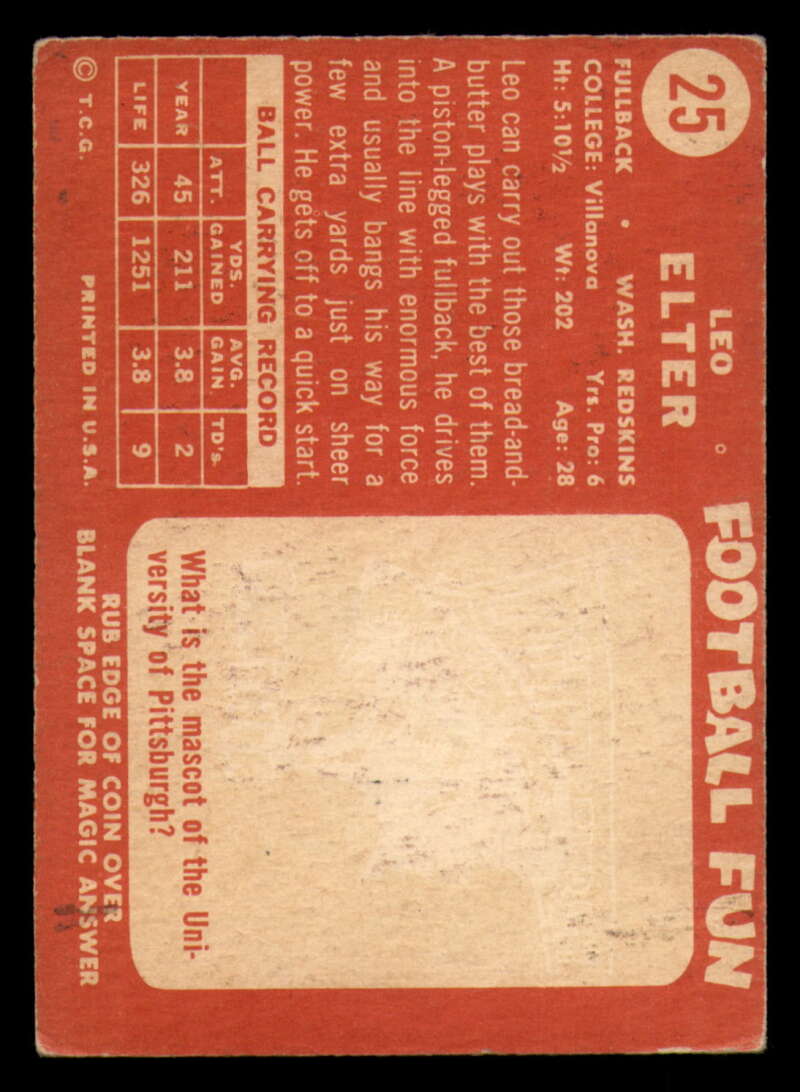 25
LEO
ELTER
FULLBACK • WASH. REDSKINS
COLLEGE: Villanova Yrs. Pro: 6
Ht: 5:10½ Wt: 202 Age: 28
Leo can carry out those bread-and-
butter plays with the best of them.
A piston-legged fullback, he drives
into the line with enormous force
and usually bangs his way for a
few extra yards just on sheer
power. He gets off to a quick start.
BALL CARRYING RECORD
ATT. YDS. GAINED AVG. GAIN TD's.
YEAR 45 211 3.8 2
LIFE 326 1251 3.8 9
© T.C.G. PRINTED IN U.S.A.
FOOTBALL FUN
What is the mascot of the Uni-
versity of Pittsburgh?
RUB EDGE OF COIN OVER
BLANK SPACE FOR MAGIC ANSWER